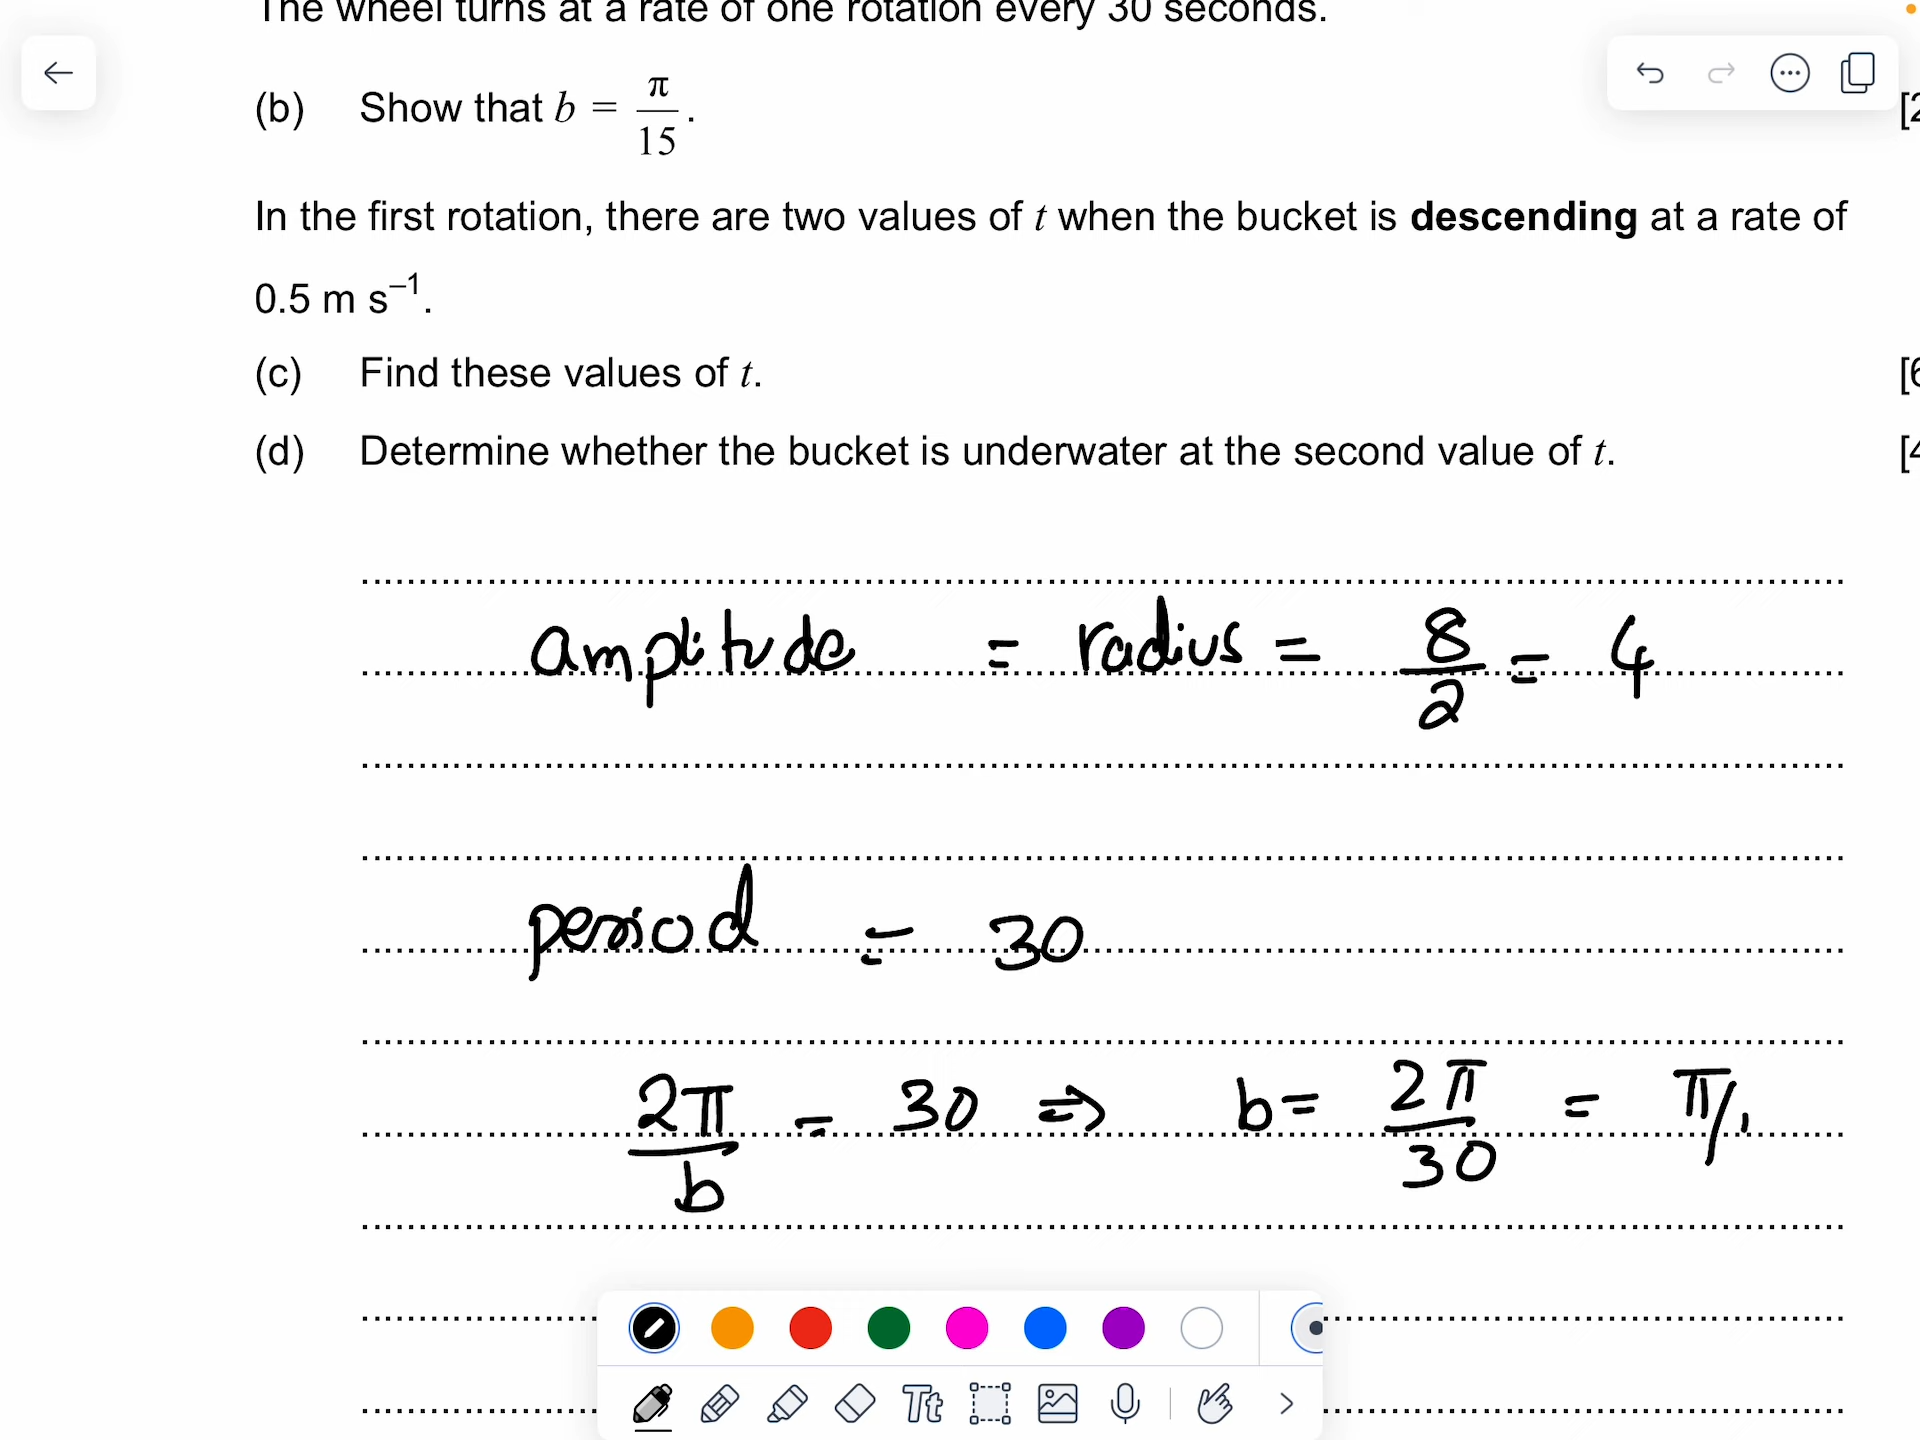 The wheel turns at a rate of one rotation every 30 seconds.
(b) Show that b = π/15.
In the first rotation, there are two values of t when the bucket is descending at a rate of
0.5 m s⁻¹.
(c) Find these values of t.
(d) Determine whether the bucket is underwater at the second value of t.
amplitude = radius = 8/2 = 4
period = 30
2π/b = 30 ⇒ b = 2π/30 = π/1
Tt